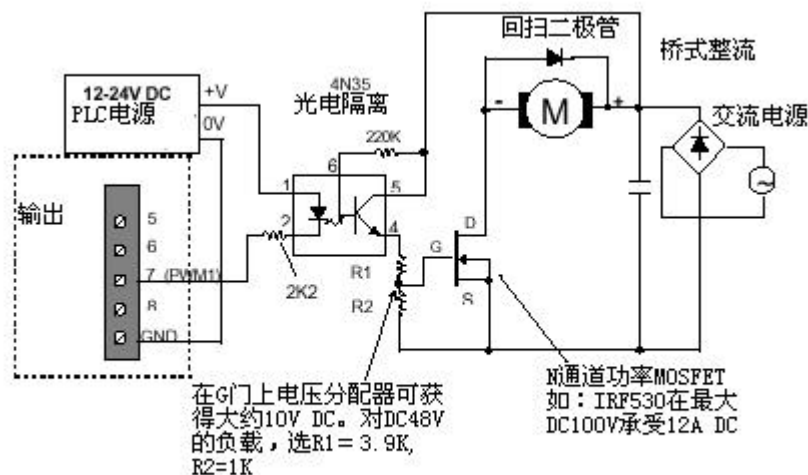 回扫二极管
桥式整流
交流电源
12-24V DC
PLC电源
+V
0V
4N35
光电隔离
220K
6
1
5
2
4
2K2
输出
5
6
7 (PWM1)
8
GND
R1
R2
G
D
S
- M +
~
在G门上电压分配器可获
得大约10V DC。对DC48V
的负载，选R1＝3.9K,
R2=1K
N通道功率MOSFET
如：IRF530在最大
DC100V承受12A DC